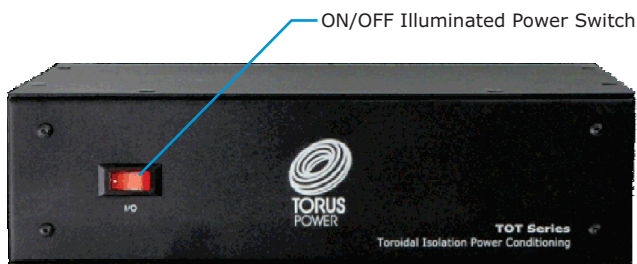 ON/OFF Illuminated Power Switch
I/O
TORUS
POWER
TOT Series
Toroidal Isolation Power Conditioning